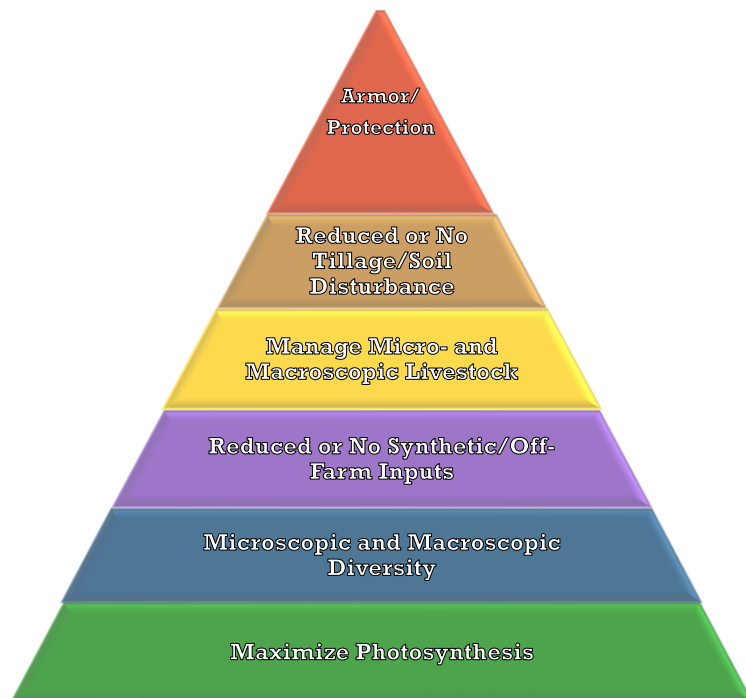 Armor/
Protection
Reduced or No
Tillage/Soil
Disturbance
Manage Micro- and
Macroscopic Livestock
Reduced or No Synthetic/Off-
Farm Inputs
Microscopic and Macroscopic
Diversity
Maximize Photosynthesis